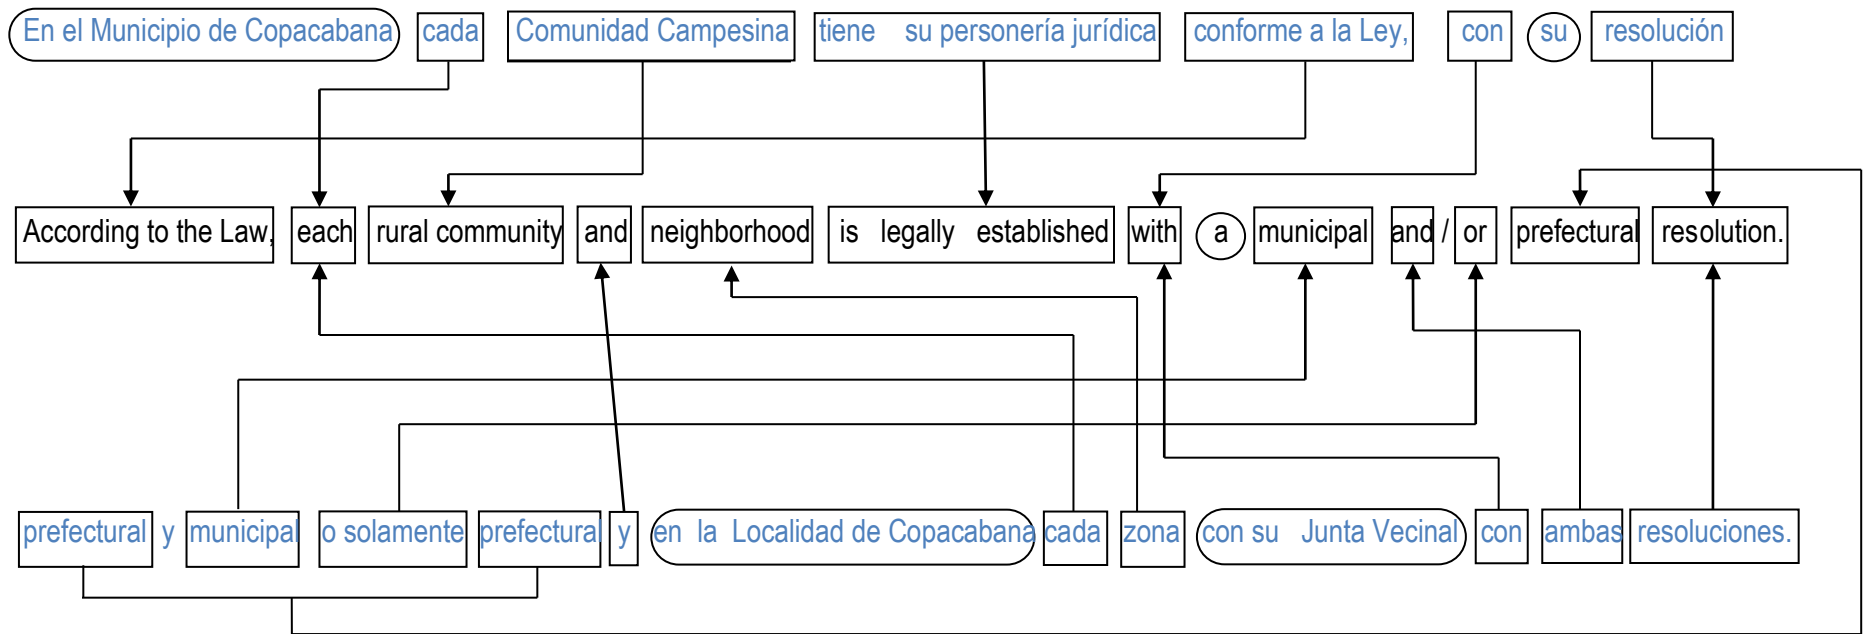 En el Municipio de Copacabana cada Comunidad Campesina tiene su personería jurídica conforme a la Ley, con su resolución
According to the Law, each rural community and neighborhood is legally established with a municipal and / or prefectural resolution.
prefectural y municipal o solamente prefectural y en la Localidad de Copacabana cada zona con su Junta Vecinal con ambas resoluciones.